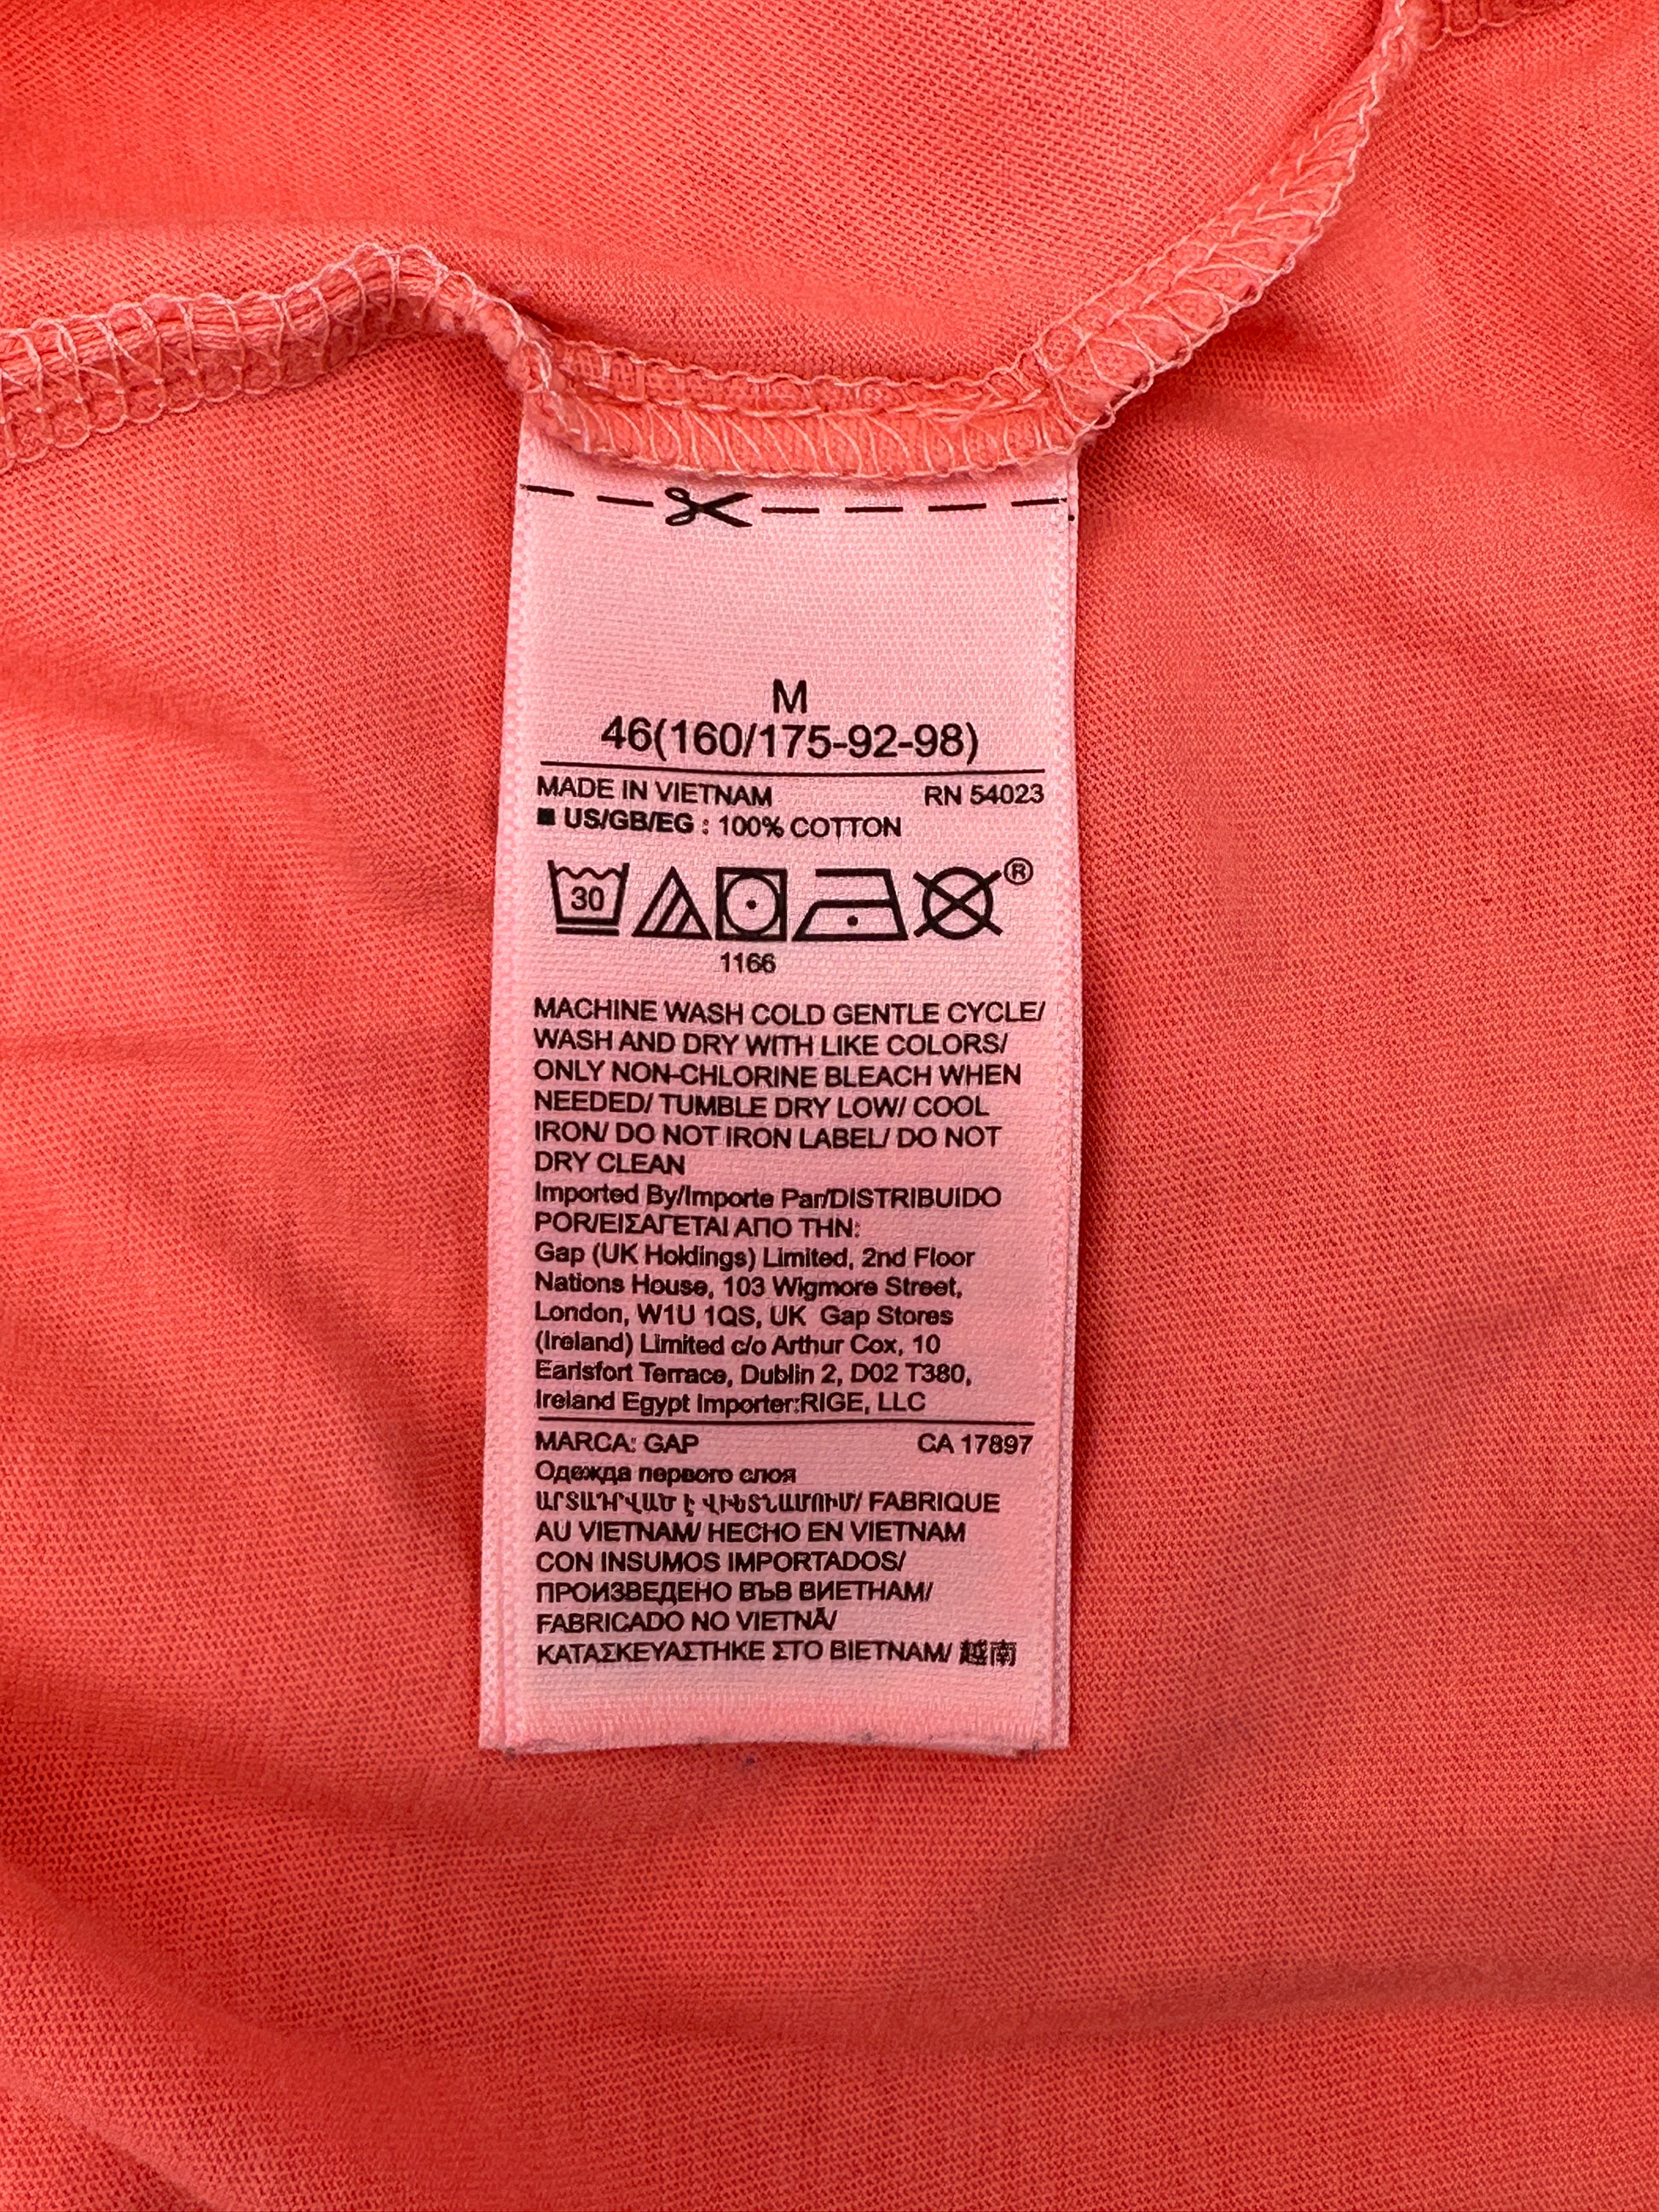 M
46(160/175-92-98)
MADE IN VIETNAM RN 54023
■ US/GB/EG : 100% COTTON
30 ®
1166
MACHINE WASH COLD GENTLE CYCLE/
WASH AND DRY WITH LIKE COLORS/
ONLY NON-CHLORINE BLEACH WHEN
NEEDED/ TUMBLE DRY LOW/ COOL
IRON/ DO NOT IRON LABEL/ DO NOT
DRY CLEAN
Imported By/Importe Par/DISTRIBUIDO
POR/ΕΙΣΑΓΕΤΑΙ ΑΠΟ ΤΗΝ:
Gap (UK Holdings) Limited, 2nd Floor
Nations House, 103 Wigmore Street,
London, W1U 1QS, UK Gap Stores
(Ireland) Limited c/o Arthur Cox, 10
Earlsfort Terrace, Dublin 2, D02 T380,
Ireland Egypt Importer:RIGE, LLC
MARCA: GAP CA 17897
Одежда первого слоя
ԱՐՏԱԴՐՎԱԾ Է ՎԻԵՏՆԱՄՈՒՄ/ FABRIQUE
AU VIETNAM/ HECHO EN VIETNAM
CON INSUMOS IMPORTADOS/
ПРОИЗВЕДЕНО ВЪВ ВИЕТНАМ/
FABRICADO NO VIETNÃ/
ΚΑΤΑΣΚΕΥΑΣΤΗΚΕ ΣΤΟ ΒΙΕΤΝΑΜ/ 越南